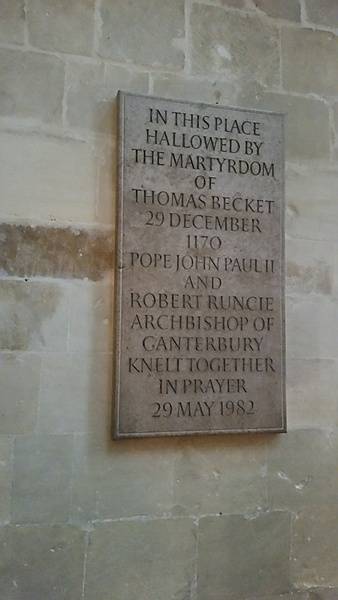 IN THIS PLACE
HALLOWED BY
THE MARTYRDOM
OF
THOMAS BECKET
29 DECEMBER
1170
POPE JOHN PAUL II
AND
ROBERT RUNCIE
ARCHBISHOP OF
CANTERBURY
KNELT TOGETHER
IN PRAYER
29 MAY 1982